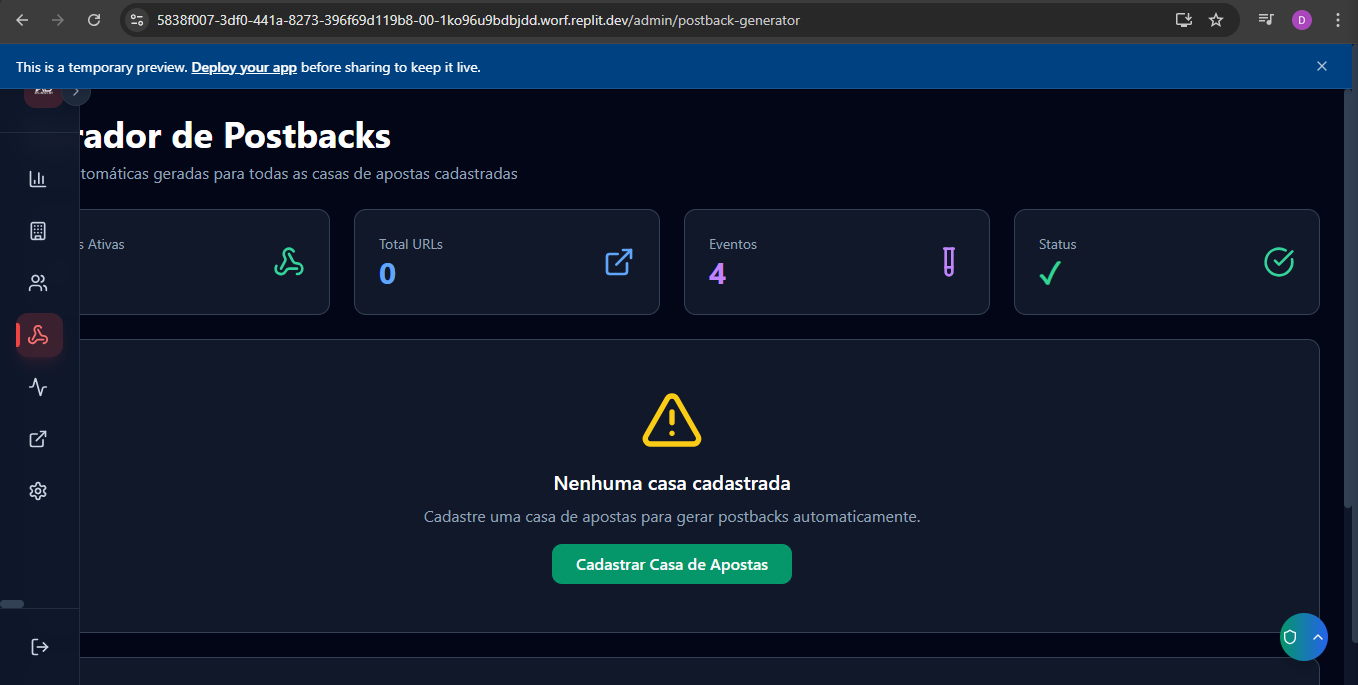 5838f007-3df0-441a-8273-396f69d119b8-00-1ko96u9bdbjdd.worf.replit.dev/admin/postback-generator
D
This is a temporary preview. Deploy your app before sharing to keep it live.
rador de Postbacks
tomáticas geradas para todas as casas de apostas cadastradas
s Ativas
Total URLs
0
Eventos
4
Status
✓
Nenhuma casa cadastrada
Cadastre uma casa de apostas para gerar postbacks automaticamente.
Cadastrar Casa de Apostas